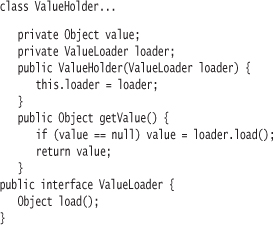 class ValueHolder...
private Object value;
private ValueLoader loader;
public ValueHolder(ValueLoader loader) {
this.loader = loader;
}
public Object getValue() {
if (value == null) value = loader.load();
return value;
}
public interface ValueLoader {
Object load();
}